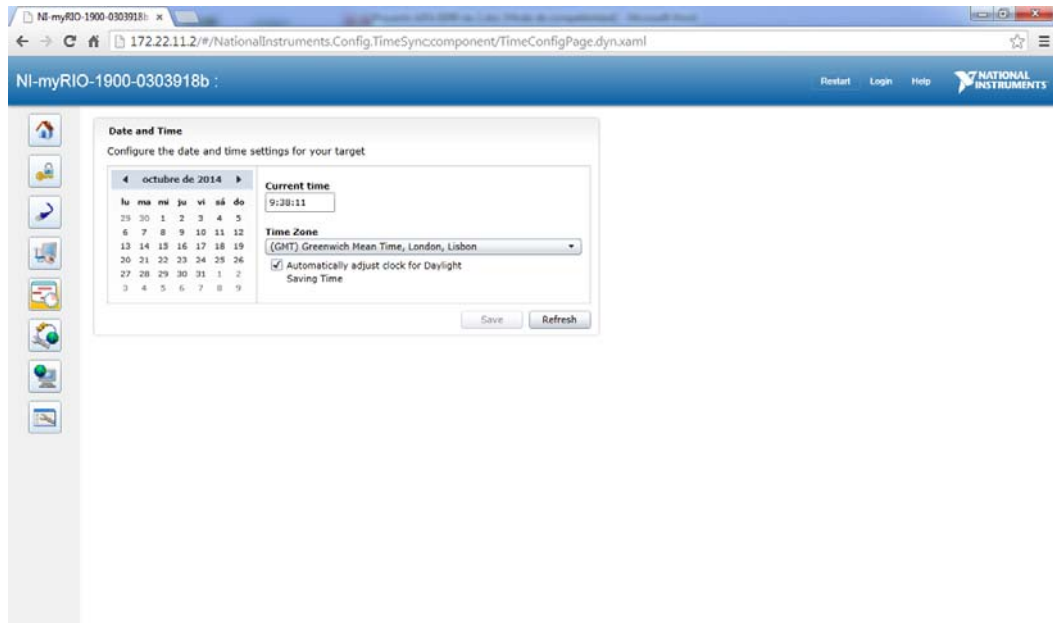 NI-myRIO-1900-0303918b :
172.22.11.2/#/NationalInstruments.Config.TimeSync:component/TimeConfigPage.dyn.xaml
NI-myRIO-1900-0303918b :
Restart Login Help NATIONAL INSTRUMENTS
Date and Time
Configure the date and time settings for your target
octubre de 2014
lu ma mi ju vi sá do
29 30 1 2 3 4 5
6 7 8 9 10 11 12
13 14 15 16 17 18 19
20 21 22 23 24 25 26
27 28 29 30 31 1 2
3 4 5 6 7 8 9
Current time
9:38:11
Time Zone
(GMT) Greenwich Mean Time, London, Lisbon
Automatically adjust clock for Daylight
Saving Time
Save Refresh